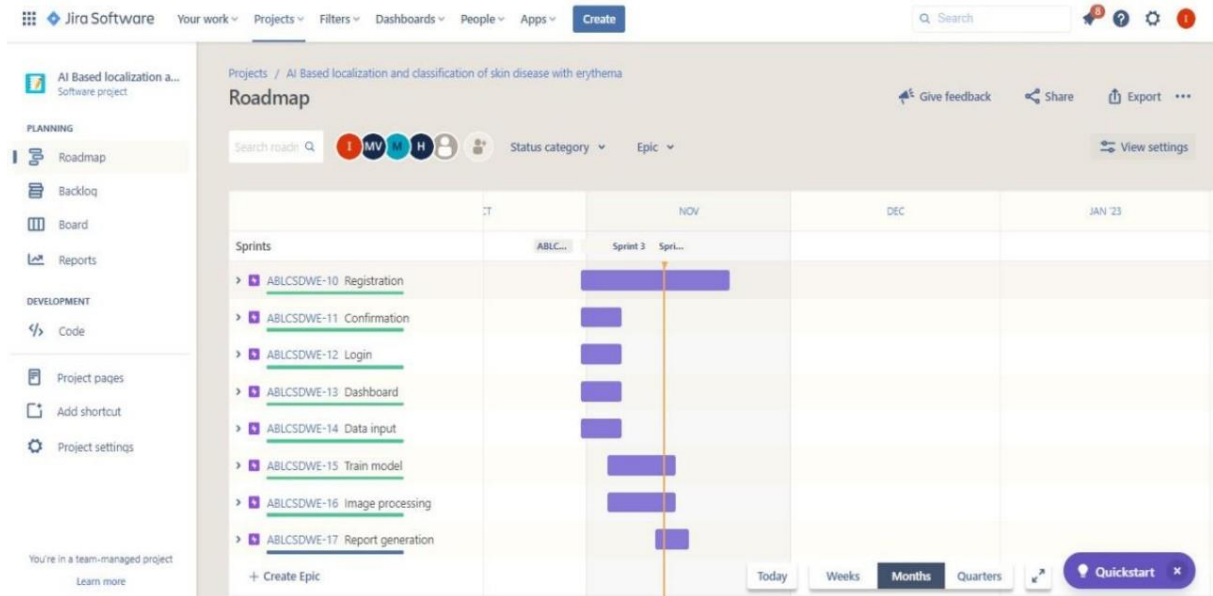 Jira Software Your work Projects Filters Dashboards People Apps Create Search 8 I
AI Based localization a...
Software project
PLANNING
Roadmap
Backlog
Board
Reports
DEVELOPMENT
Code
Project pages
Add shortcut
Project settings
You're in a team-managed project
Learn more
Projects / AI Based localization and classification of skin disease with erythema
Roadmap
Give feedback Share Export
Search roadn I MV M H Status category Epic View settings
CT NOV DEC JAN '23
Sprints ABLC... Sprint 3 Spri...
ABLCSDWE-10 Registration
ABLCSDWE-11 Confirmation
ABLCSDWE-12 Login
ABLCSDWE-13 Dashboard
ABLCSDWE-14 Data input
ABLCSDWE-15 Train model
ABLCSDWE-16 Image processing
ABLCSDWE-17 Report generation
+ Create Epic
Today Weeks Months Quarters Quickstart ×